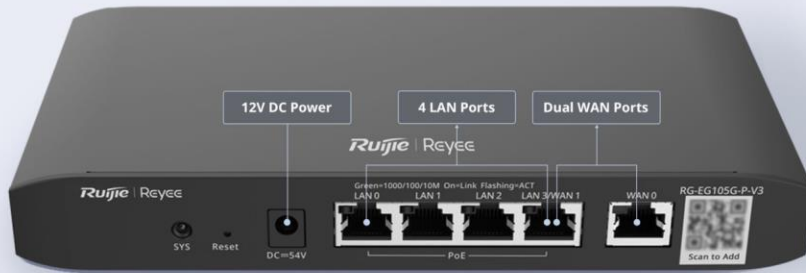 12V DC Power
4 LAN Ports
Dual WAN Ports
Ruijie | Reyee
Ruijie | Reyee
Green=1000/100/10M On=Link Flashing=ACT
LAN 0
LAN 1
LAN 2
LAN 3/WAN 1
WAN 0
RG-EG105G-P-V3
SYS
Reset
DC⎓54V
PoE
Scan to Add